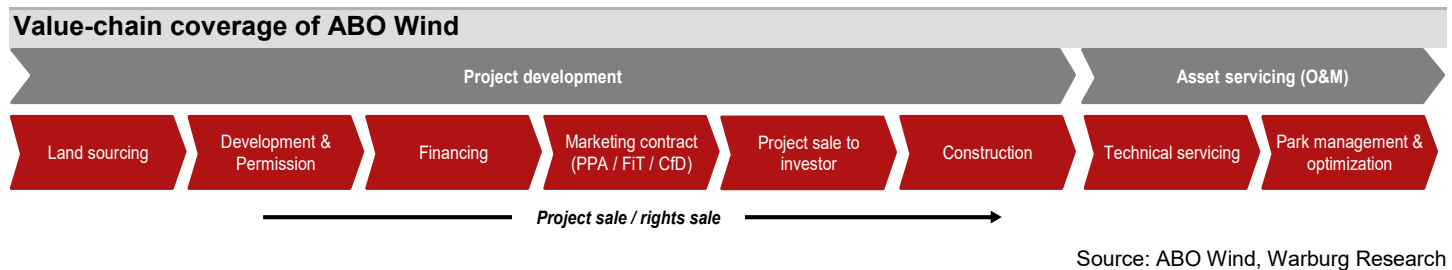 Value-chain coverage of ABO Wind
Project development
Asset servicing (O&M)
Land sourcing
Development &
Permission
Financing
Marketing contract
(PPA / FiT / CfD)
Project sale to
investor
Construction
Technical servicing
Park management &
optimization
Project sale / rights sale
Source: ABO Wind, Warburg Research